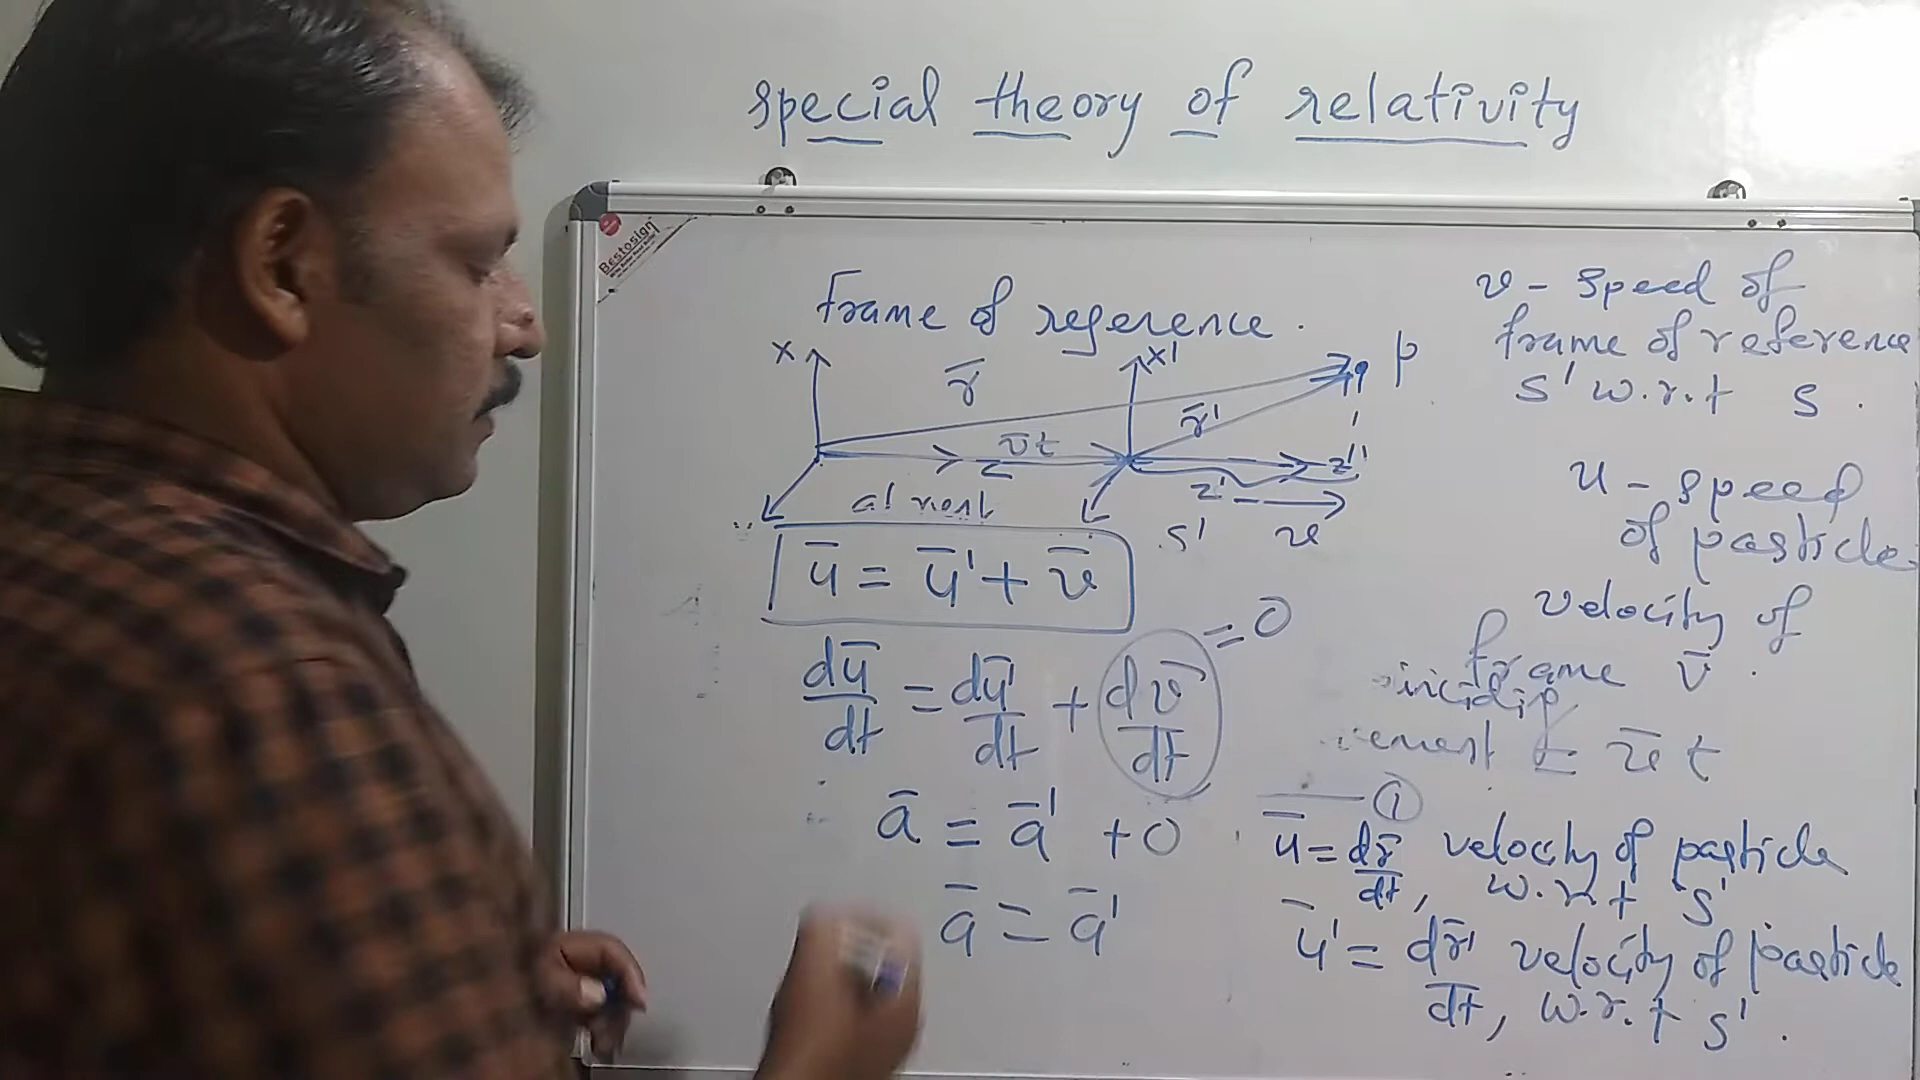 special theory of relativity
Bestosign
Frame of reference.
X
X'
p
r̄
r̄'
v̄t
z'
s'
v
ū = ū' + v̄
dū/dt = dū'/dt + dv̄/dt = 0
ā = ā' + 0
ā = ā'
v - speed of
frame of reference
s' w.r.t s.
u - speed
of particle
velocity of
frame v̄.
= v̄t
①
ū = dr̄/dt, velocity of particle
w.r.t s'
ū' = dr̄'/dt, velocity of particle
w.r.t s'.